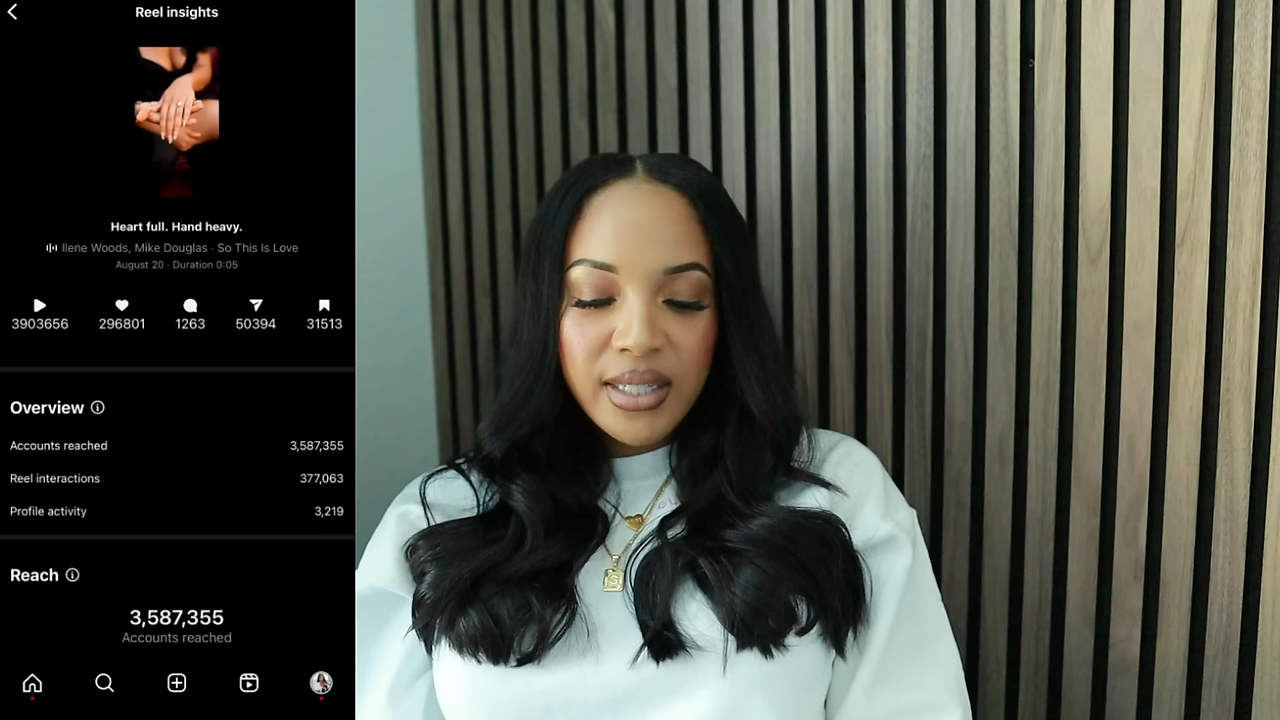 Reel insights
Heart full. Hand heavy.
Ilene Woods, Mike Douglas · So This Is Love
August 20 · Duration 0:05
3903656 296801 1263 50394 31513
Overview
Accounts reached 3,587,355
Reel interactions 377,063
Profile activity 3,219
Reach
3,587,355
Accounts reached